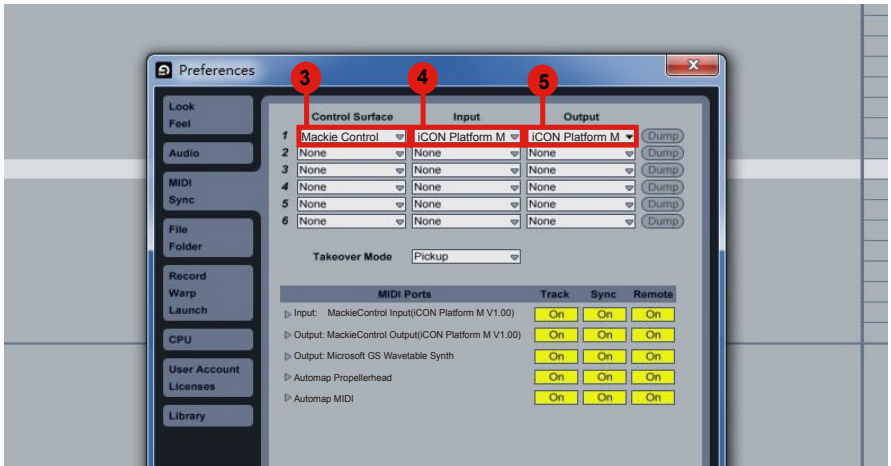 Preferences
X
3
4
5
Look
Feel
Audio
MIDI
Sync
File
Folder
Record
Warp
Launch
CPU
User Account
Licenses
Library
Control Surface Input Output
1 Mackie Control iCON Platform M iCON Platform M Dump
2 None None None Dump
3 None None None Dump
4 None None None Dump
5 None None None Dump
6 None None None Dump
Takeover Mode Pickup
MIDI Ports Track Sync Remote
Input: MackieControl Input(iCON Platform M V1.00) On On On
Output: MackieControl Output(iCON Platform M V1.00) On On On
Output: Microsoft GS Wavetable Synth On On On
Automap Propellerhead On On On
Automap MIDI On On On